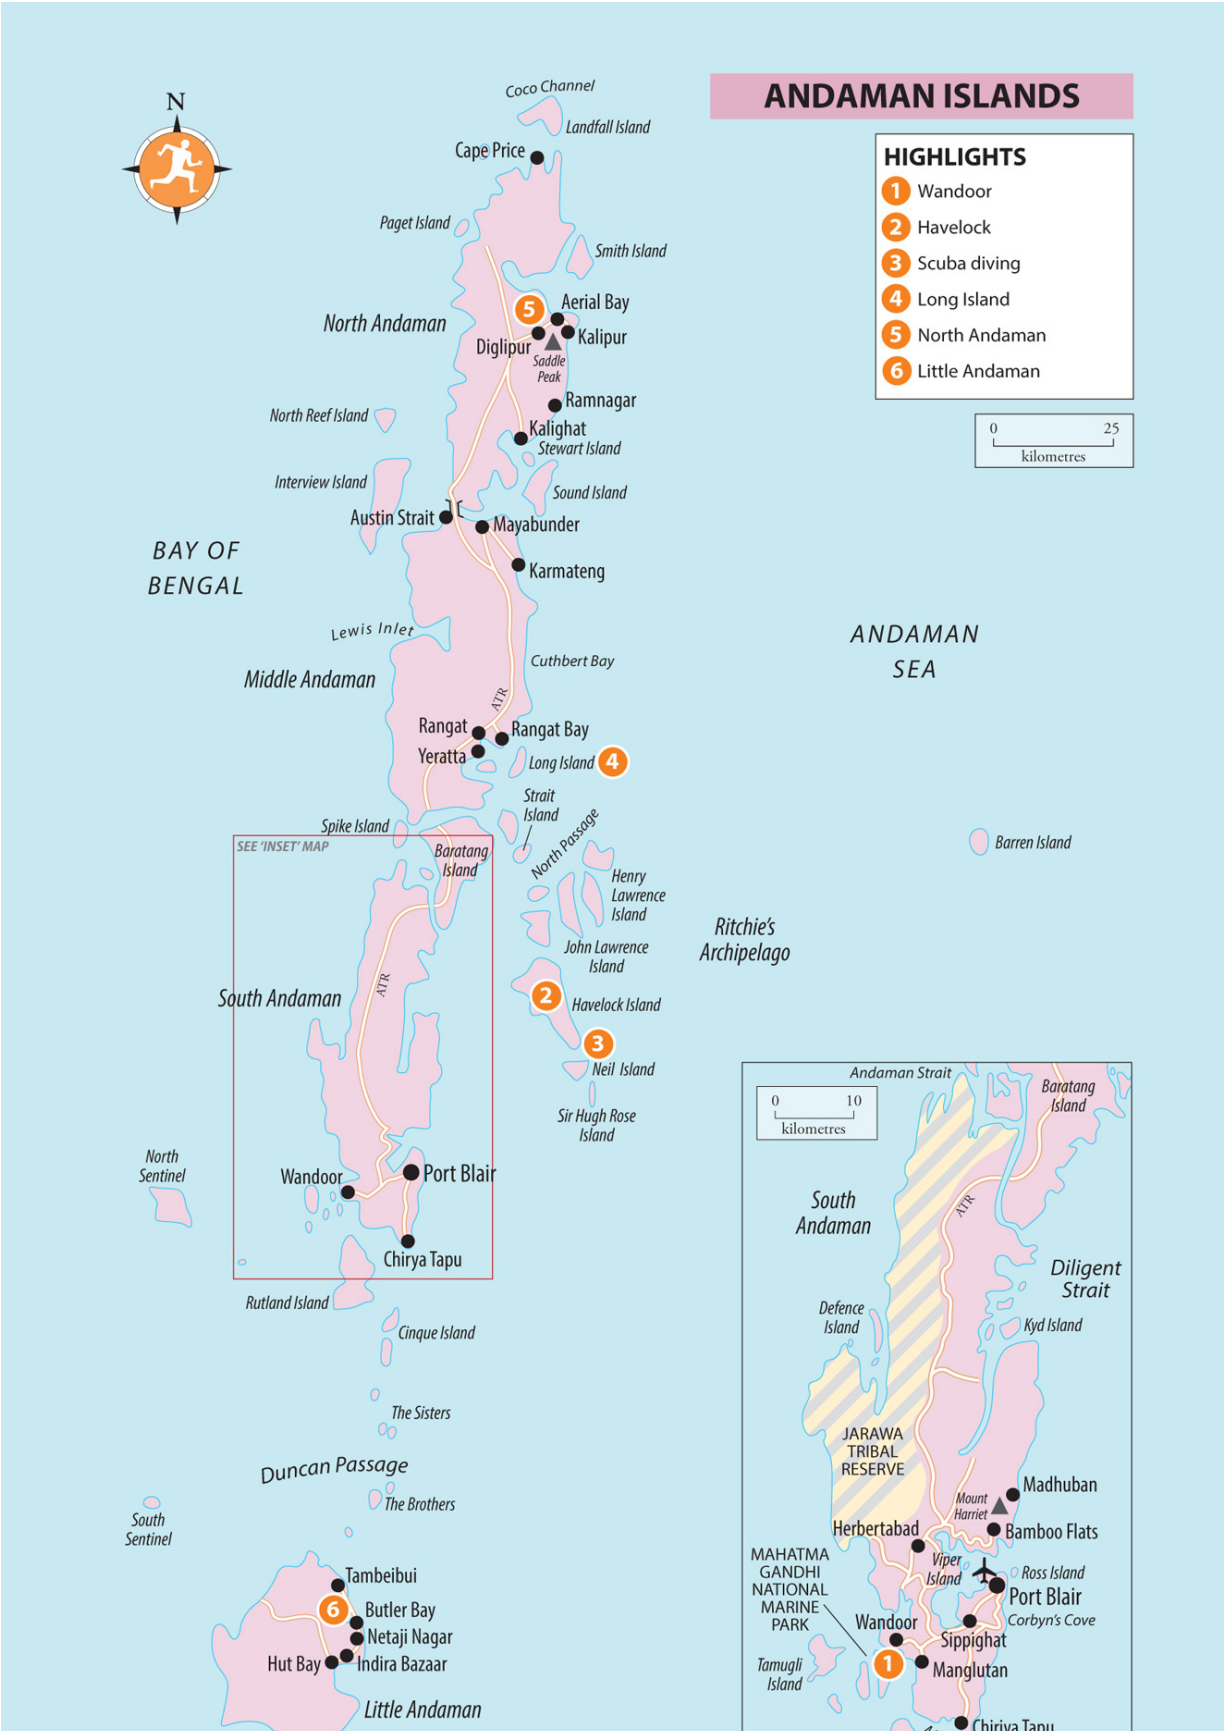 ANDAMAN ISLANDS
N
HIGHLIGHTS
1 Wandoor
2 Havelock
3 Scuba diving
4 Long Island
5 North Andaman
6 Little Andaman
0 25
kilometres
Coco Channel
Landfall Island
Cape Price
Paget Island
Smith Island
North Andaman
5
Aerial Bay
Diglipur
Kalipur
Saddle
Peak
Ramnagar
North Reef Island
Kalighat
Stewart Island
Interview Island
Sound Island
Austin Strait
Mayabunder
BAY OF
BENGAL
Karmateng
Lewis Inlet
ANDAMAN
SEA
Cuthbert Bay
Middle Andaman
ATR
Rangat
Rangat Bay
Yeratta
Long Island 4
Strait
Island
North Passage
Spike Island
SEE 'INSET' MAP
Baratang
Island
Barren Island
Henry
Lawrence
Island
Ritchie's
Archipelago
John Lawrence
Island
ATR
South Andaman
2
Havelock Island
3
Neil Island
Sir Hugh Rose
Island
North
Sentinel
Wandoor
Port Blair
Chirya Tapu
Rutland Island
Cinque Island
The Sisters
Duncan Passage
The Brothers
South
Sentinel
Tambeibui
6
Butler Bay
Netaji Nagar
Hut Bay
Indira Bazaar
Little Andaman
Andaman Strait
0 10
kilometres
Baratang
Island
South
Andaman
ATR
Diligent
Strait
Defence
Island
Kyd Island
JARAWA
TRIBAL
RESERVE
Madhuban
Mount
Harriet
Herbertabad
Bamboo Flats
MAHATMA
GANDHI
NATIONAL
MARINE
PARK
Viper
Island
Ross Island
Port Blair
Corbyn's Cove
Wandoor
Sippighat
1
Manglutan
Tamugli
Island
Chiriya Tapu